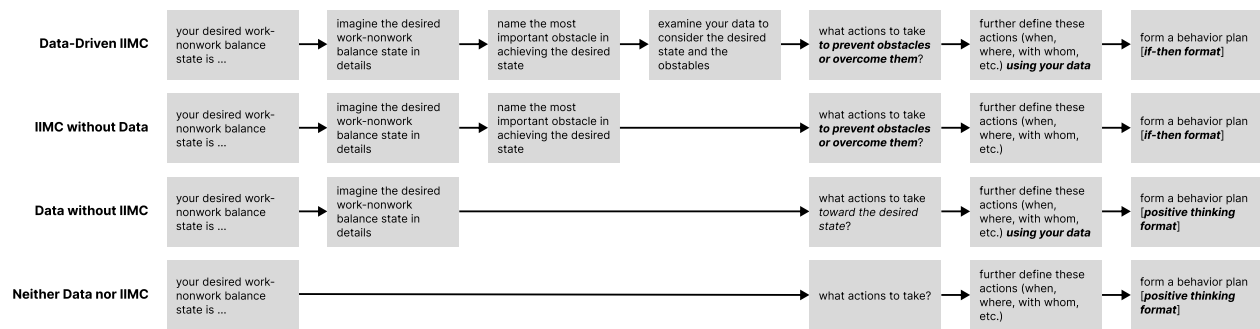 Data-Driven IIMC
your desired work-
nonwork balance
state is ...
imagine the desired
work-nonwork
balance state in
details
name the most
important obstacle in
achieving the desired
state
examine your data to
consider the desired
state and the
obstables
what actions to take
to prevent obstacles
or overcome them?
further define these
actions (when,
where, with whom,
etc.) using your data
form a behavior plan
[if-then format]
IIMC without Data
your desired work-
nonwork balance
state is ...
imagine the desired
work-nonwork
balance state in
details
name the most
important obstacle in
achieving the desired
state
what actions to take
to prevent obstacles
or overcome them?
further define these
actions (when,
where, with whom,
etc.)
form a behavior plan
[if-then format]
Data without IIMC
your desired work-
nonwork balance
state is ...
imagine the desired
work-nonwork
balance state in
details
what actions to take
toward the desired
state?
further define these
actions (when,
where, with whom,
etc.) using your data
form a behavior plan
[positive thinking
format]
Neither Data nor IIMC
your desired work-
nonwork balance
state is ...
what actions to take?
further define these
actions (when,
where, with whom,
etc.)
form a behavior plan
[positive thinking
format]